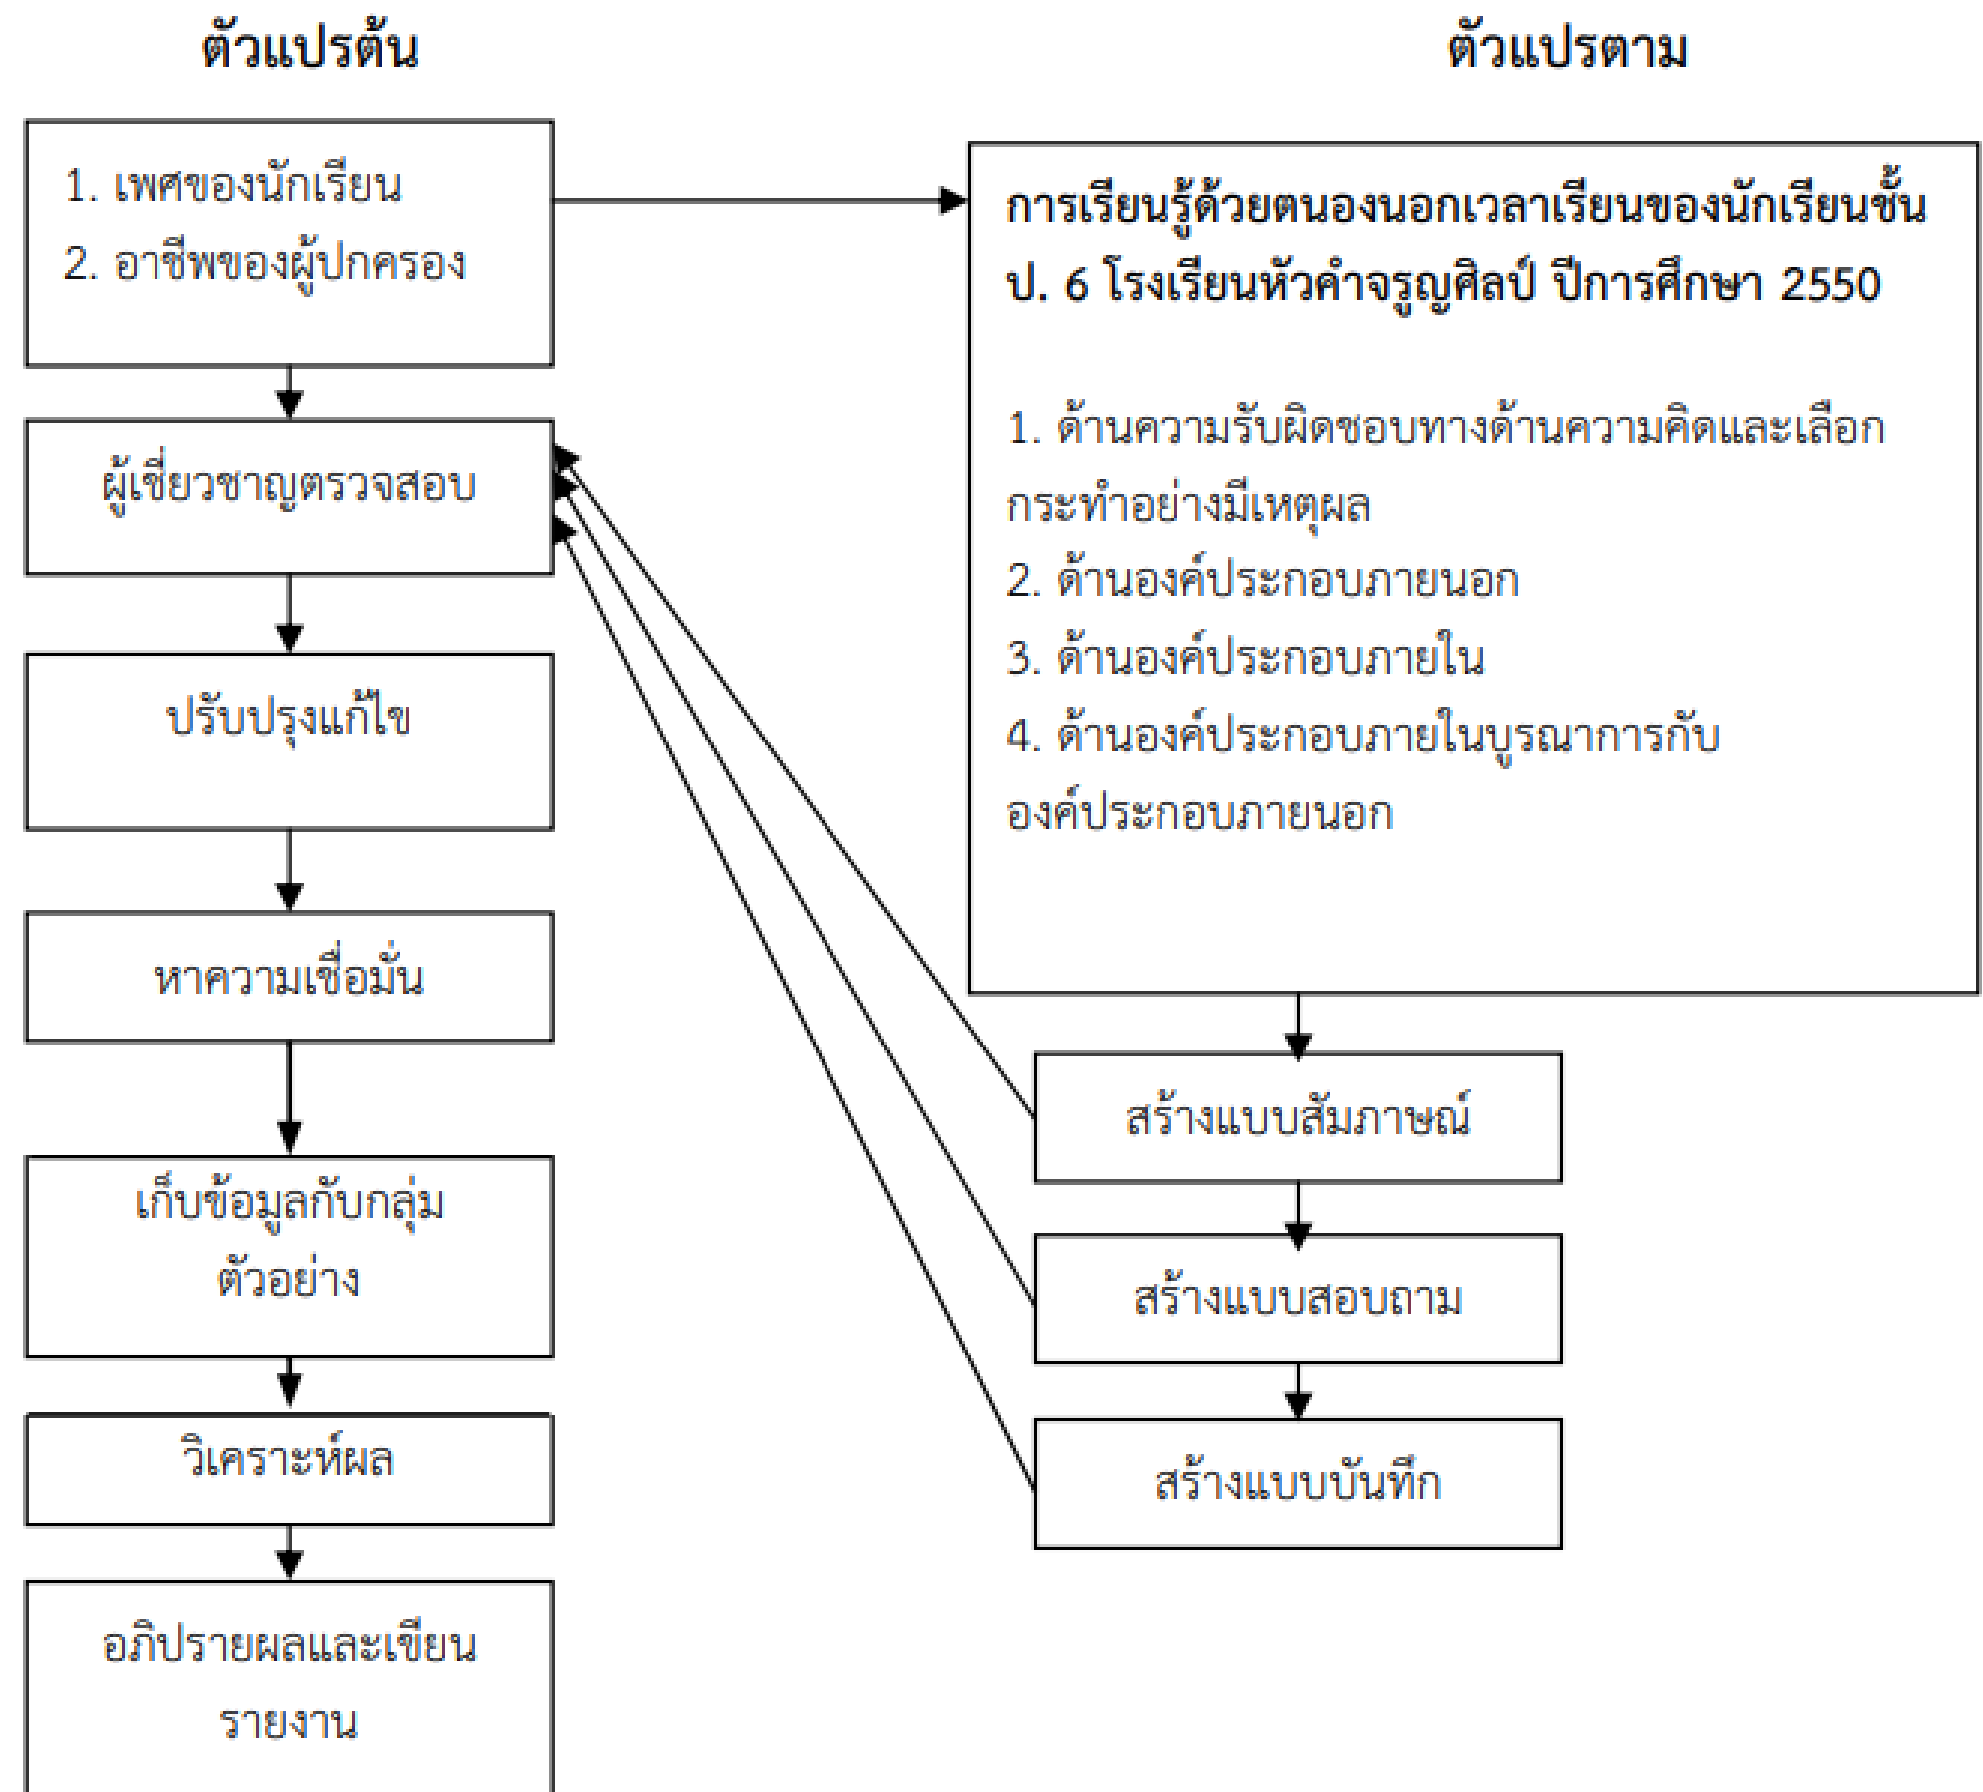 ตัวแปรต้น
ตัวแปรตาม
1. เพศของนักเรียน
2. อาชีพของผู้ปกครอง
การเรียนรู้ด้วยตนองนอกเวลาเรียนของนักเรียนชั้น
ป. 6 โรงเรียนหัวคำจรูญศิลป์ ปีการศึกษา 2550
1. ด้านความรับผิดชอบทางด้านความคิดและเลือก
กระทำอย่างมีเหตุผล
2. ด้านองค์ประกอบภายนอก
3. ด้านองค์ประกอบภายใน
4. ด้านองค์ประกอบภายในบูรณาการกับ
องค์ประกอบภายนอก
ผู้เชี่ยวชาญตรวจสอบ
ปรับปรุงแก้ไข
หาความเชื่อมั่น
เก็บข้อมูลกับกลุ่ม
ตัวอย่าง
วิเคราะห์ผล
อภิปรายผลและเขียน
รายงาน
สร้างแบบสัมภาษณ์
สร้างแบบสอบถาม
สร้างแบบบันทึก